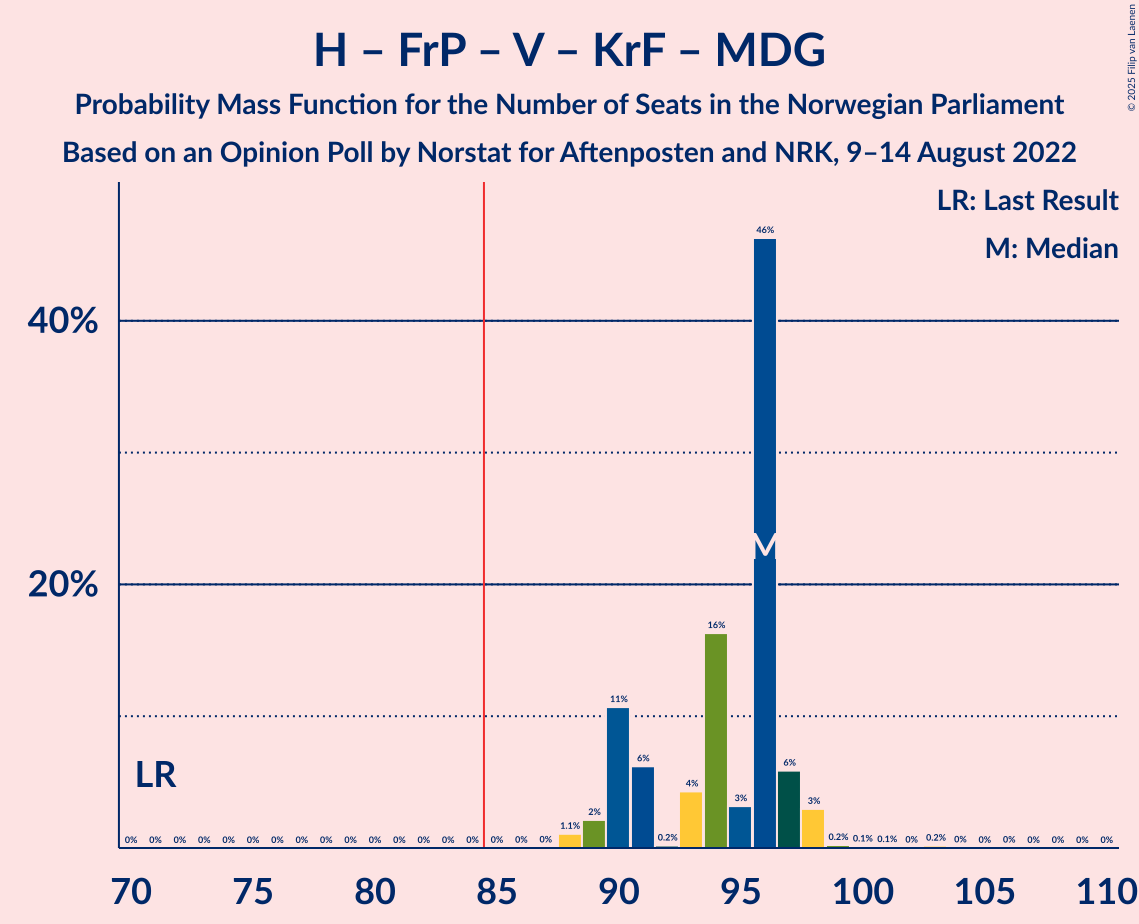 H – FrP – V – KrF – MDG
Probability Mass Function for the Number of Seats in the Norwegian Parliament
Based on an Opinion Poll by Norstat for Aftenposten and NRK, 9–14 August 2022
© 2025 Filip van Laenen
LR: Last Result
M: Median
46%
40%
M
20%
16%
11%
6% 6%
LR
4% 3% 3%
1.1% 2%
0% 0% 0% 0% 0% 0% 0% 0% 0% 0% 0% 0% 0% 0% 0% 0% 0% 0% 0.2% 0.2% 0.1% 0.1% 0% 0.2% 0% 0% 0% 0% 0% 0% 0%
70 75 80 85 90 95 100 105 110